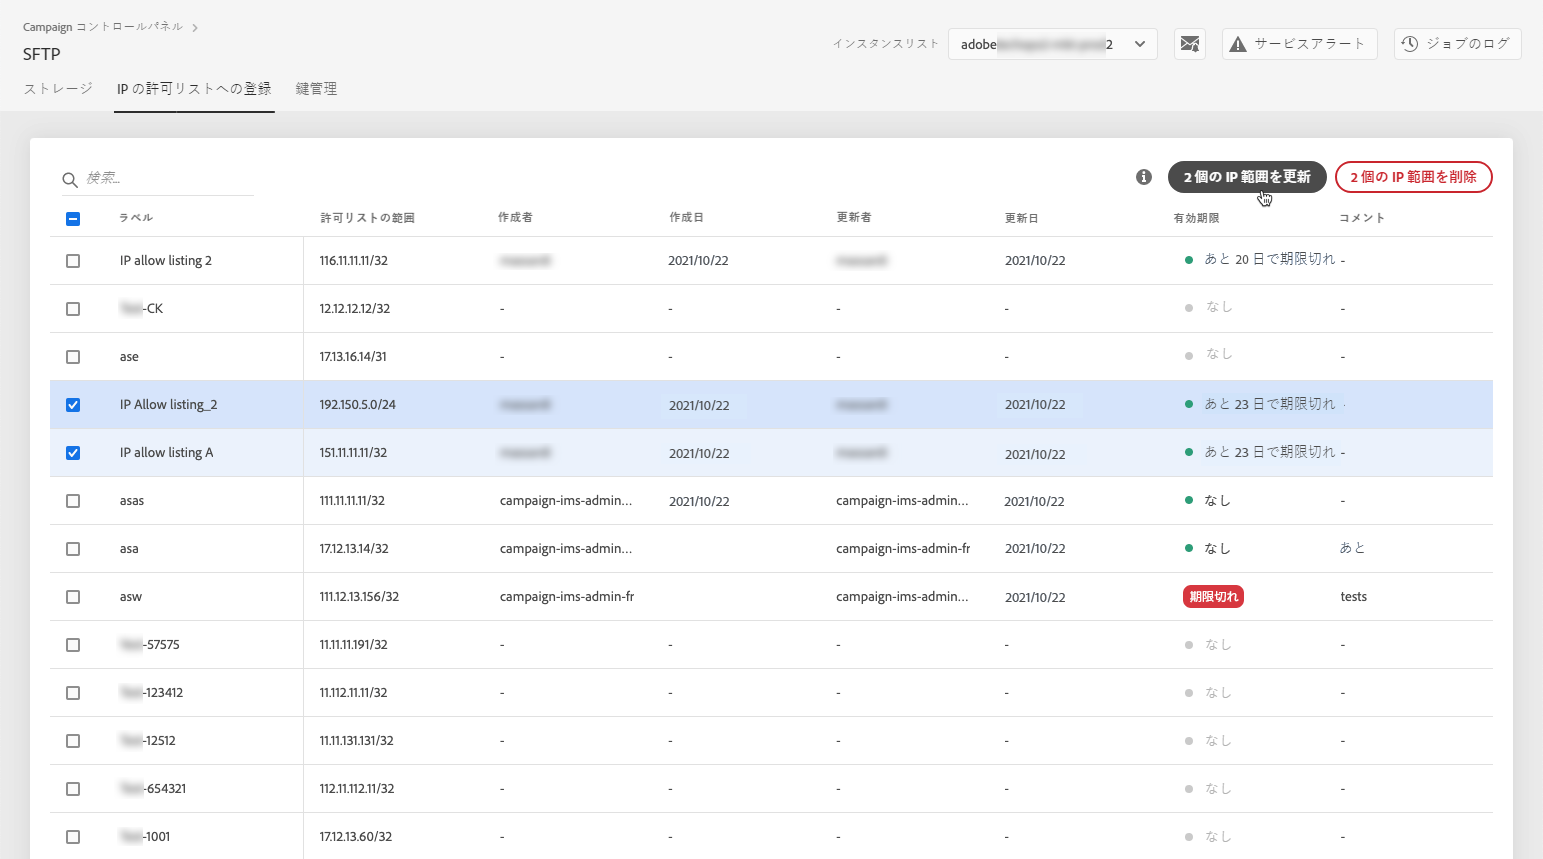 Campaign コントロールパネル
SFTP
インスタンスリスト adobe 2 サービスアラート ジョブのログ
ストレージ IP の許可リストへの登録 鍵管理
検索... 2 個の IP 範囲を更新 2 個の IP 範囲を削除
ラベル 許可リストの範囲 作成者 作成日 更新者 更新日 有効期限 コメント
IP allow listing 2 116.11.11.11/32 2021/10/22 2021/10/22 あと 20 日で期限切れ -
-CK 12.12.12.12/32 - - - - なし -
ase 17.13.16.14/31 - - - - なし -
IP Allow listing_2 192.150.5.0/24 2021/10/22 2021/10/22 あと 23 日で期限切れ -
IP allow listing A 151.11.11.11/32 2021/10/22 2021/10/22 あと 23 日で期限切れ -
asas 111.11.11.11/32 campaign-ims-admin... 2021/10/22 campaign-ims-admin... 2021/10/22 なし -
asa 17.12.13.14/32 campaign-ims-admin... campaign-ims-admin-fr 2021/10/22 なし あと
asw 111.12.13.156/32 campaign-ims-admin-fr campaign-ims-admin... 2021/10/22 期限切れ tests
-57575 11.11.11.191/32 - - - - なし -
-123412 11.112.11.11/32 - - - - なし -
-12512 11.11.131.131/32 - - - - なし -
-654321 112.11.112.11/32 - - - - なし -
-1001 17.12.13.60/32 - - - - なし -